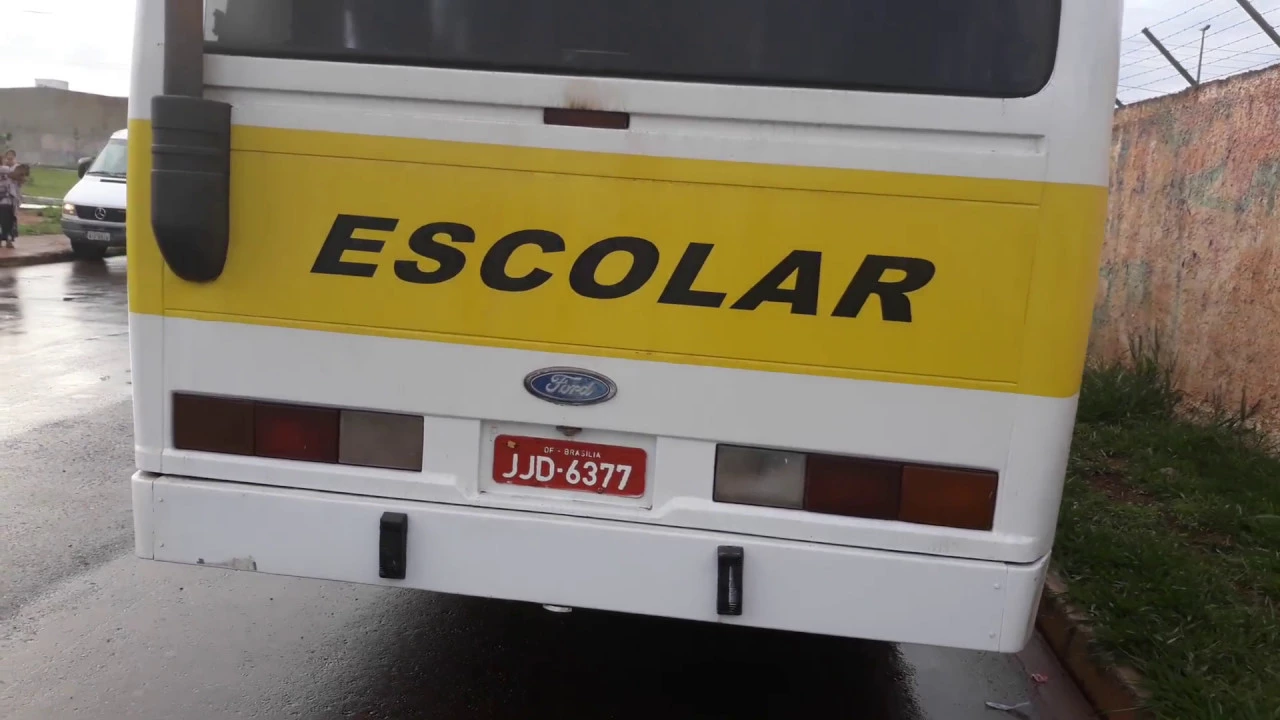 ESCOLAR
Ford
DF - BRASILIA
JJD-6377